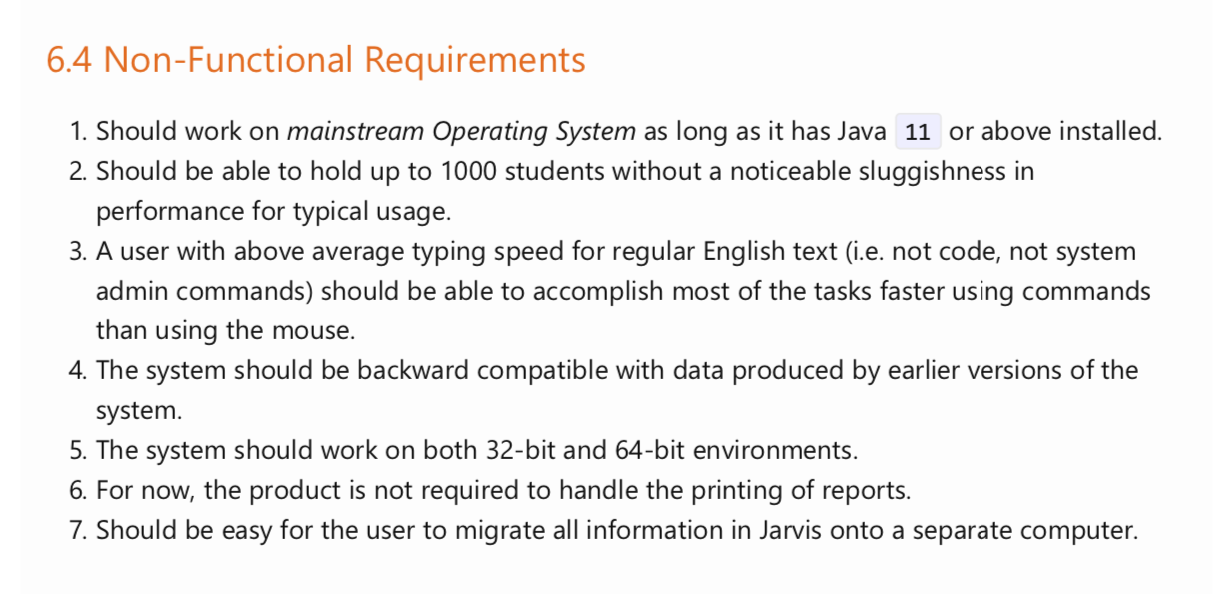 6.4 Non-Functional Requirements
1. Should work on mainstream Operating System as long as it has Java 11 or above installed.
2. Should be able to hold up to 1000 students without a noticeable sluggishness in
performance for typical usage.
3. A user with above average typing speed for regular English text (i.e. not code, not system
admin commands) should be able to accomplish most of the tasks faster using commands
than using the mouse.
4. The system should be backward compatible with data produced by earlier versions of the
system.
5. The system should work on both 32-bit and 64-bit environments.
6. For now, the product is not required to handle the printing of reports.
7. Should be easy for the user to migrate all information in Jarvis onto a separate computer.